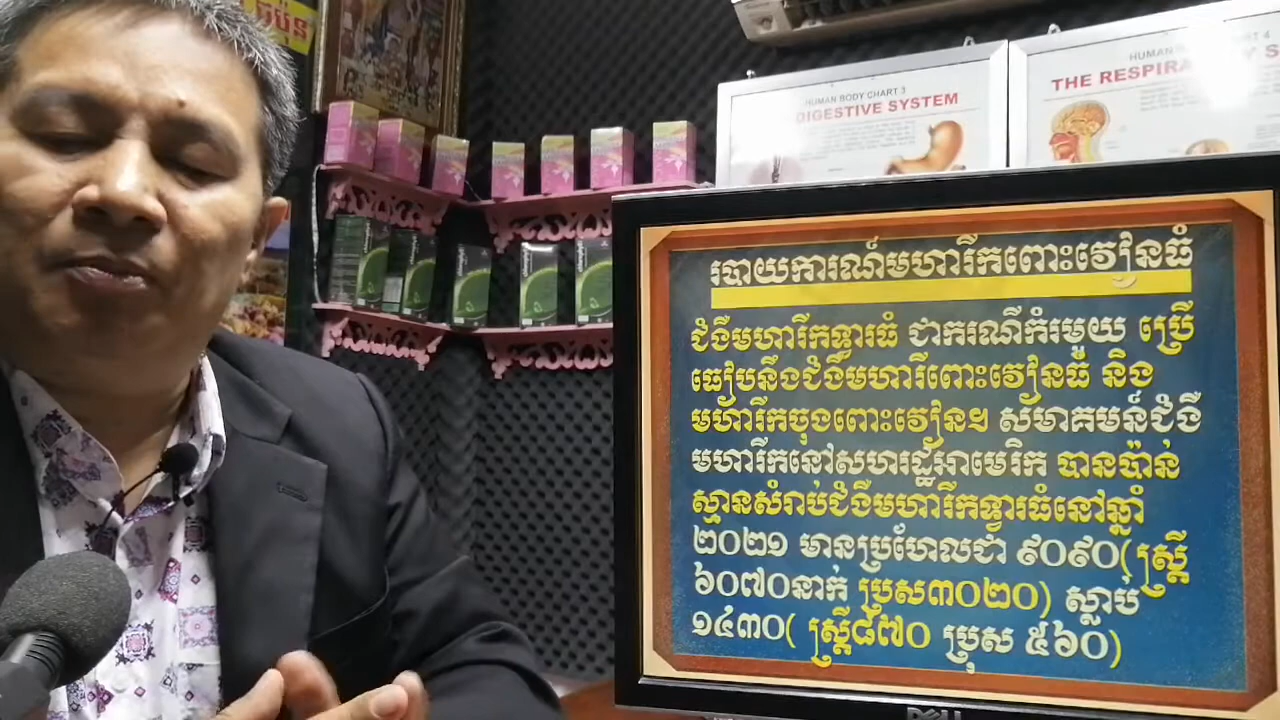 ជប៉ុន
HUMAN BODY CHART 3
DIGESTIVE SYSTEM
HUMAN
CHART 4
THE RESPIRA
របាយការណ៍មហារីកពោះវៀនធំ
ជំងឺមហារីកទ្វារធំ ជាករណីកំរមួយ ប្រើ
ធៀបនឹងជំងឺមហារីពោះវៀនធំ និង
មហារីកចុងពោះវៀន។ សមាគមន៍ជំងឺ
មហារីកនៅសហរដ្ឋអាមេរិក បានប៉ាន់
ស្មានសំរាប់ជំងឺមហារីកទ្វារធំនៅឆ្នាំ
២០២១ មានប្រហែលជា ៩០៩០(ស្ត្រី
៦០៧០នាក់ ប្រុស៣០២០) ស្លាប់
១៤៣០( ស្ត្រី៨៧០ ប្រុស ៥៦០)